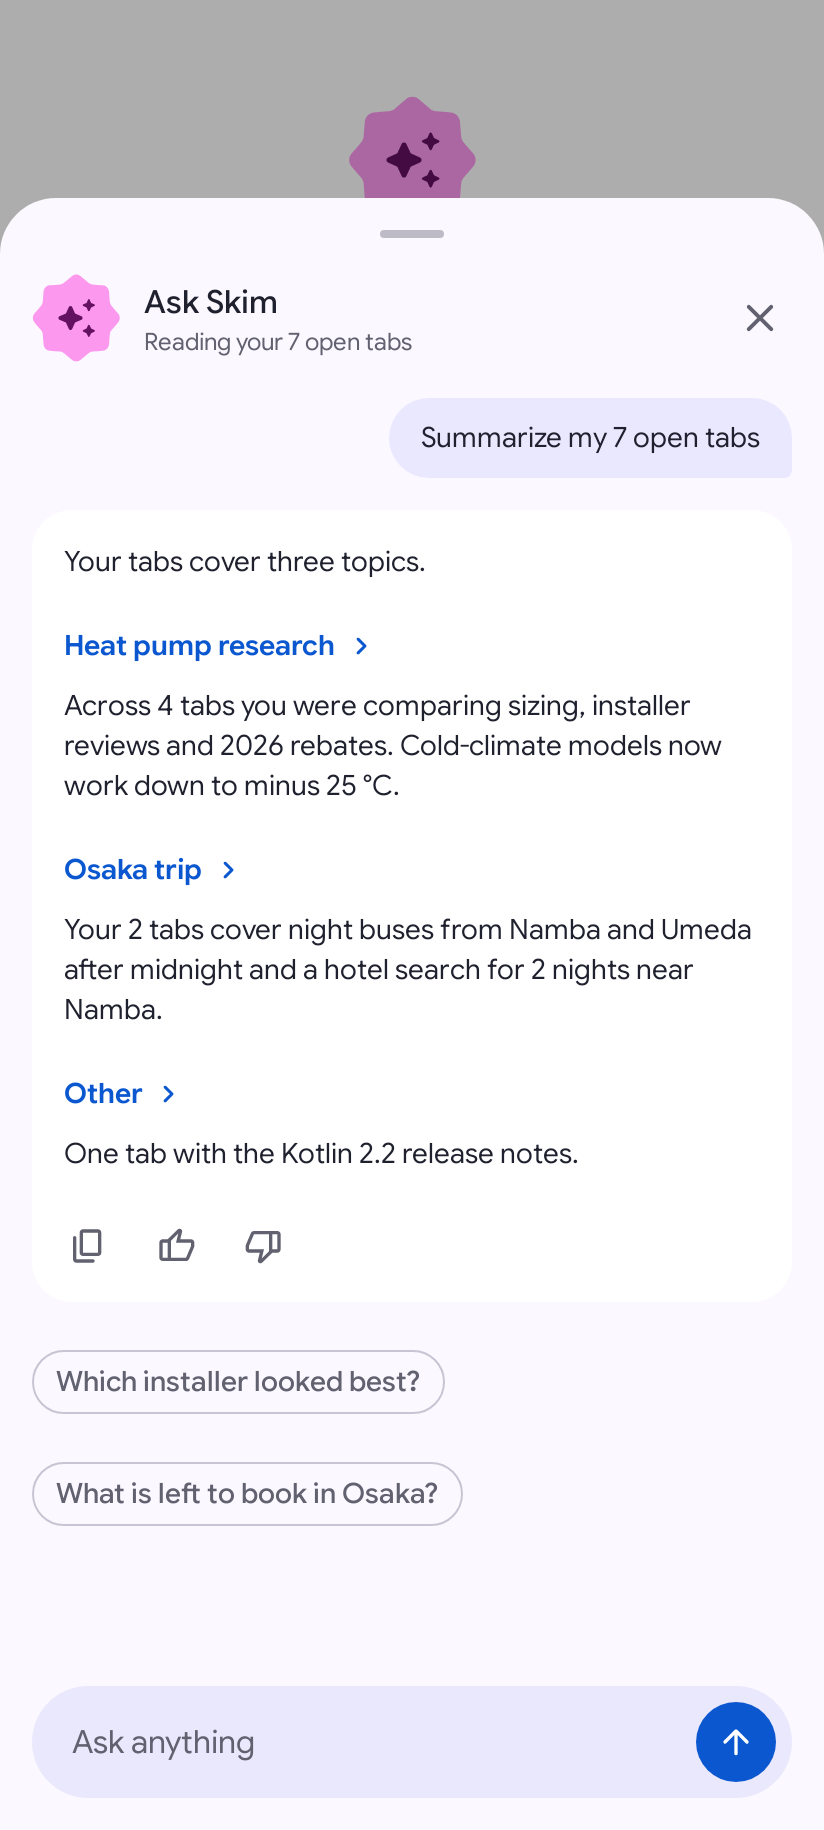 Ask Skim
Reading your 7 open tabs
Summarize my 7 open tabs
Your tabs cover three topics.
Heat pump research
Across 4 tabs you were comparing sizing, installer
reviews and 2026 rebates. Cold-climate models now
work down to minus 25 °C.
Osaka trip
Your 2 tabs cover night buses from Namba and Umeda
after midnight and a hotel search for 2 nights near
Namba.
Other
One tab with the Kotlin 2.2 release notes.
Which installer looked best?
What is left to book in Osaka?
Ask anything